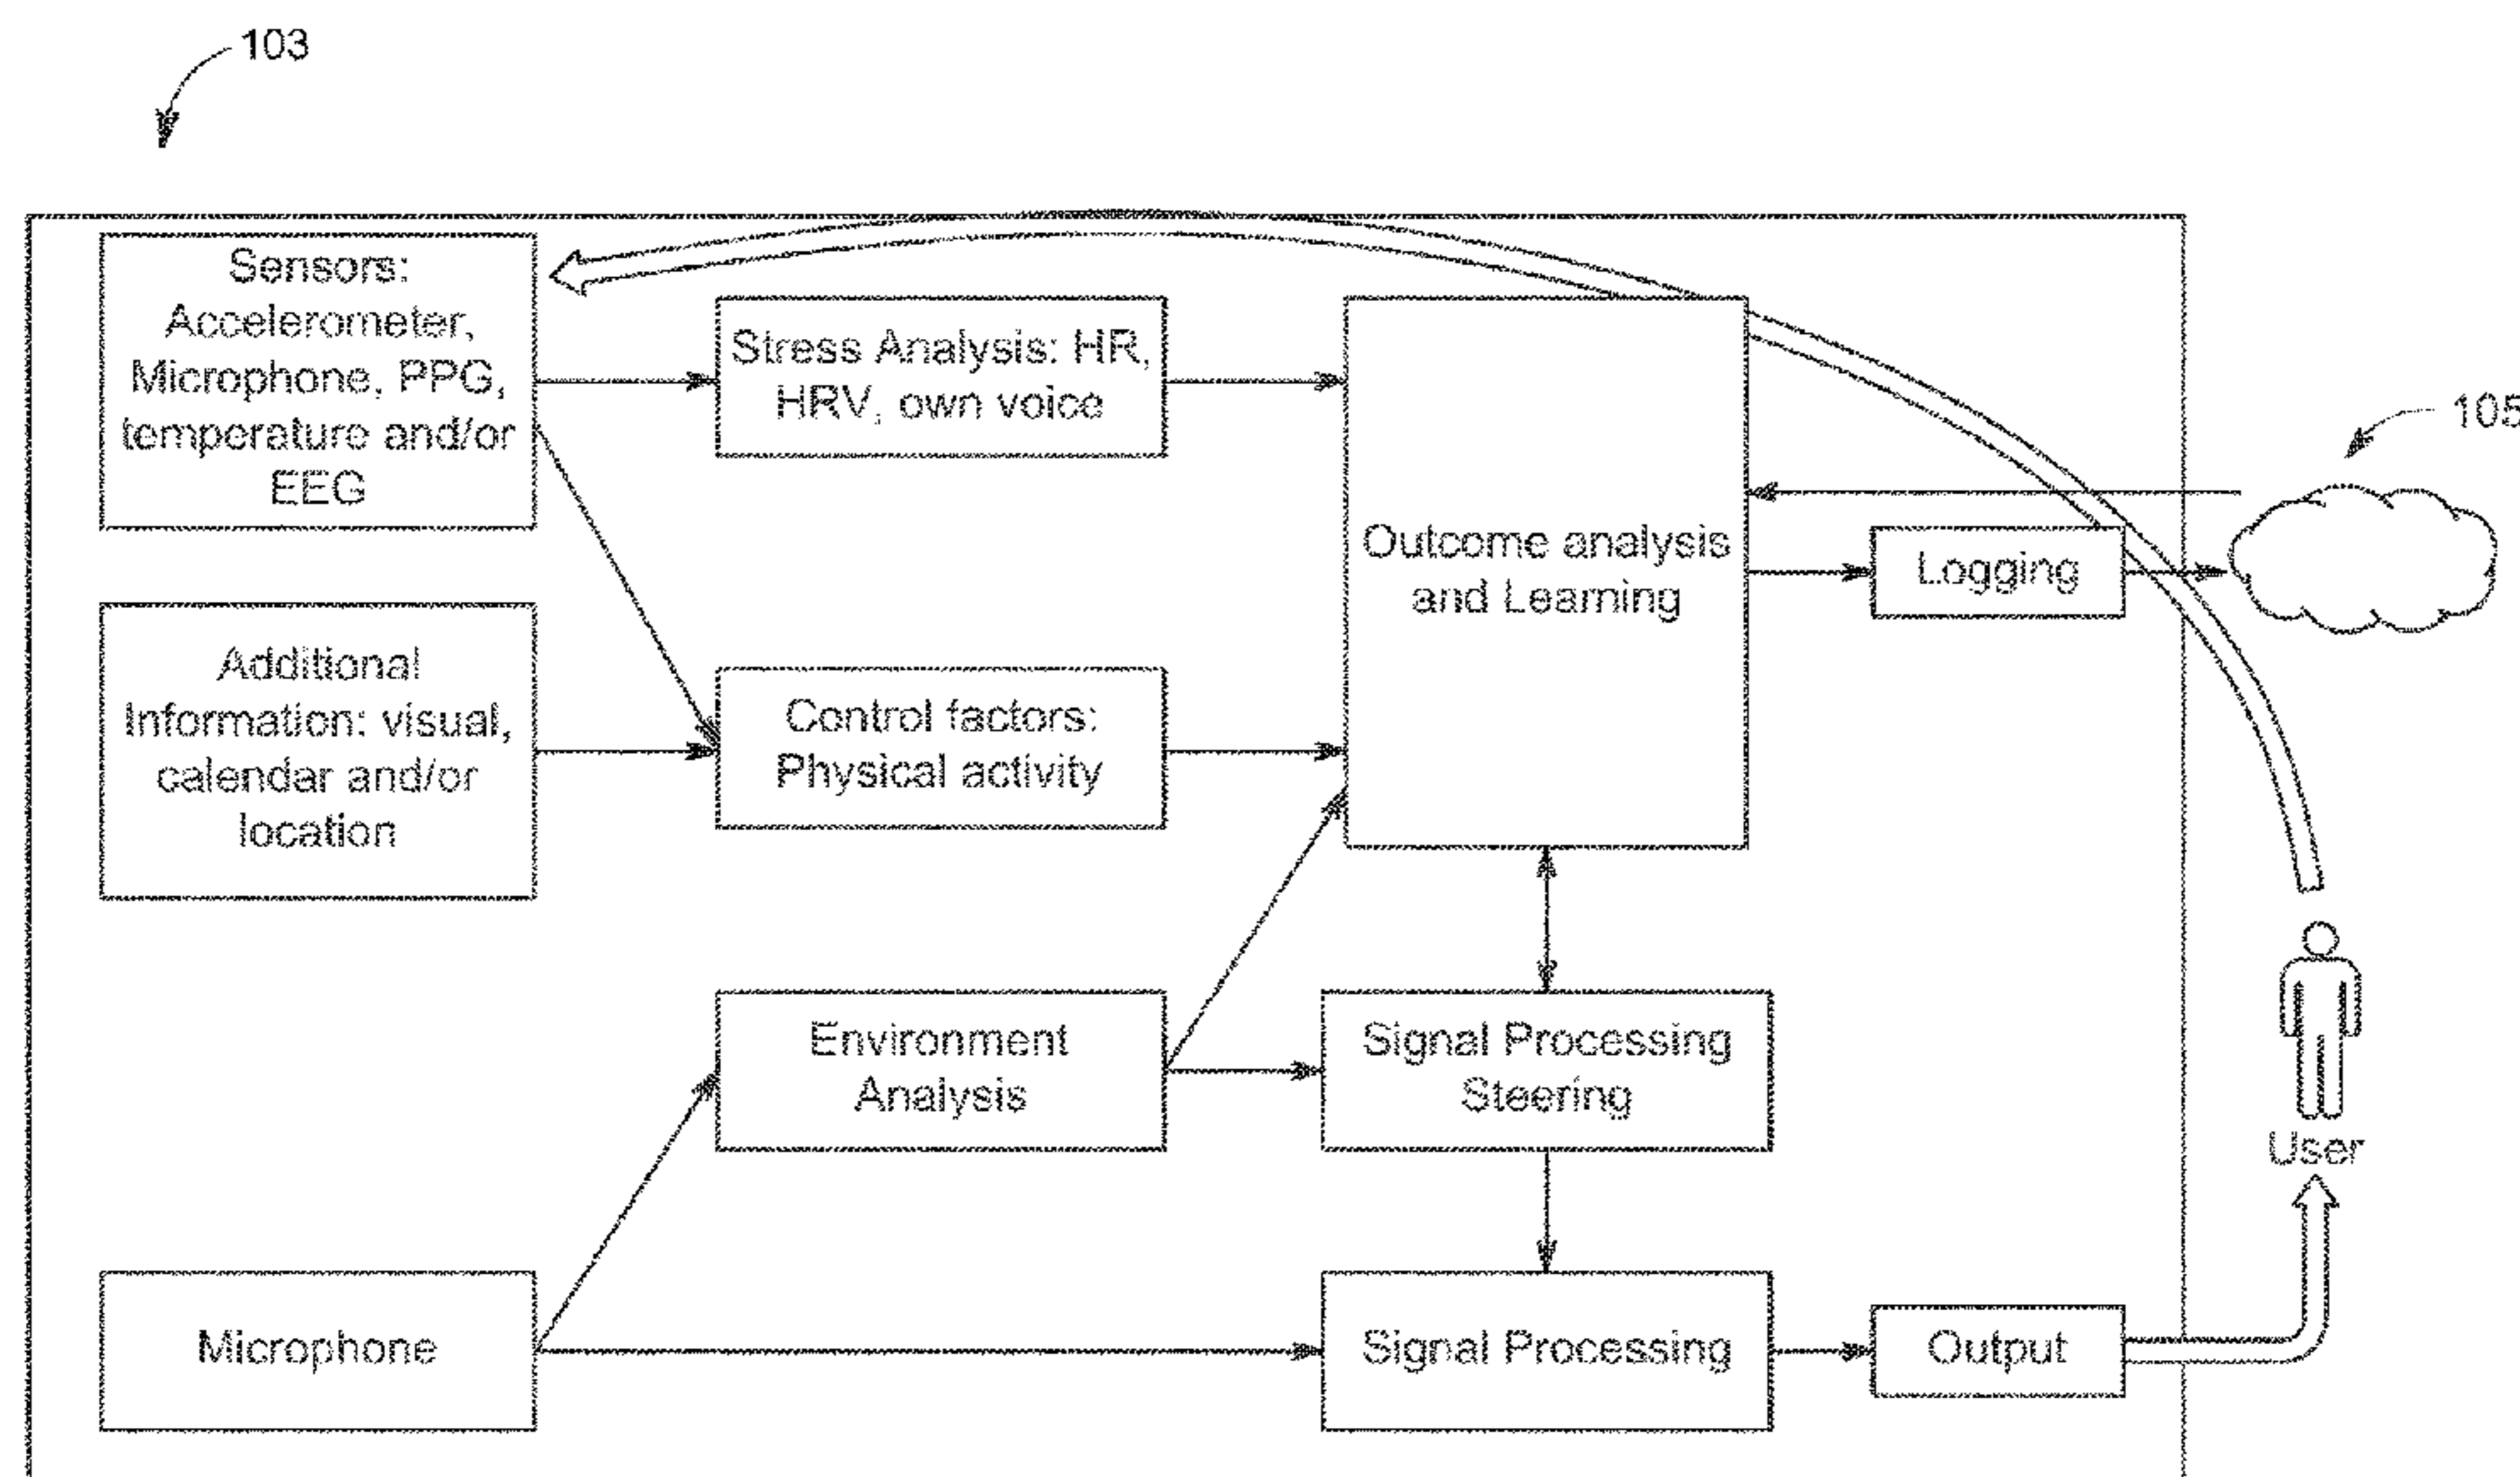 103
Sensors:
Accelerometer,
Microphone, PPG,
temperature and/or
EEG
Stress Analysis: HR,
HRV, own voice
105
Outcome analysis
and Learning
Logging
Additional
Information: visual,
calendar and/or
location
Control factors:
Physical activity
Environment
Analysis
Signal Processing
Steering
User
Microphone
Signal Processing
Output